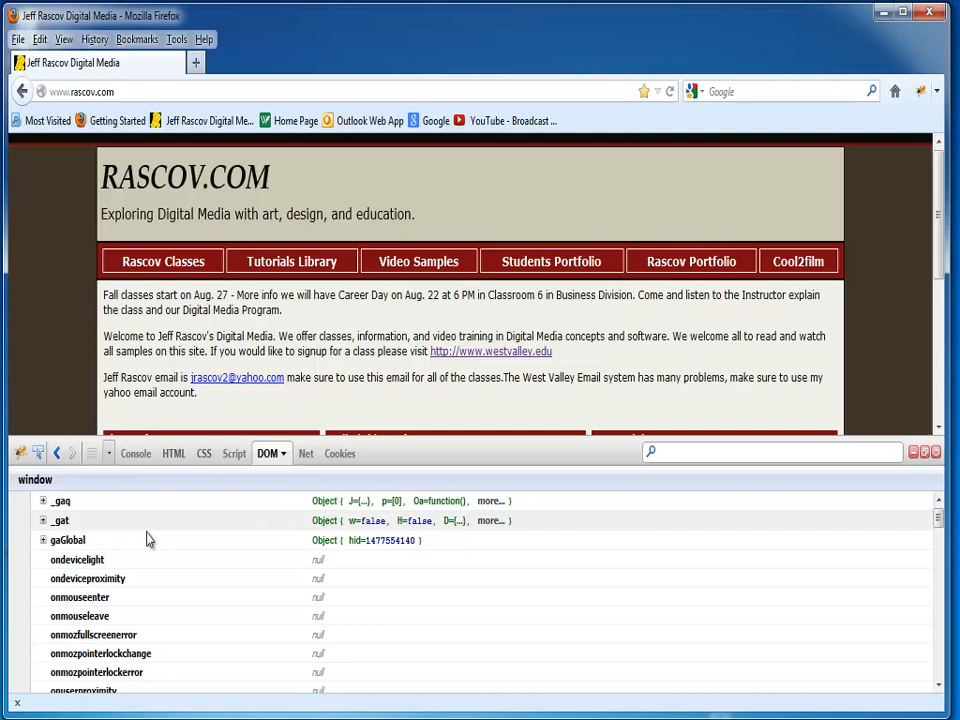 Jeff Rascov Digital Media - Mozilla Firefox
File Edit View History Bookmarks Tools Help
Jeff Rascov Digital Media
www.rascov.com
Google
Most Visited Getting Started Jeff Rascov Digital Me... Home Page Outlook Web App Google YouTube - Broadcast ...
RASCOV.COM
Exploring Digital Media with art, design, and education.
Rascov Classes Tutorials Library Video Samples Students Portfolio Rascov Portfolio Cool2film
Fall classes start on Aug. 27 - More info we will have Career Day on Aug. 22 at 6 PM in Classroom 6 in Business Division. Come and listen to the Instructor explain
the class and our Digital Media Program.
Welcome to Jeff Rascov's Digital Media. We offer classes, information, and video training in Digital Media concepts and software. We welcome all to read and watch
all samples on this site. If you would like to signup for a class please visit http://www.westvalley.edu
Jeff Rascov email is jrascov2@yahoo.com make sure to use this email for all of the classes.The West Valley Email system has many problems, make sure to use my
yahoo email account.
Console HTML CSS Script DOM Net Cookies
window
_gaq Object { J={...}, p=[0], Oa=function(), more... }
_gat Object { w=false, H=false, D={...}, more... }
gaGlobal Object { hid=1477554140 }
ondevicelight null
ondeviceproximity null
onmouseenter null
onmouseleave null
onmozfullscreenerror null
onmozpointerlockchange null
onmozpointerlockerror null
onuserproximity null
x